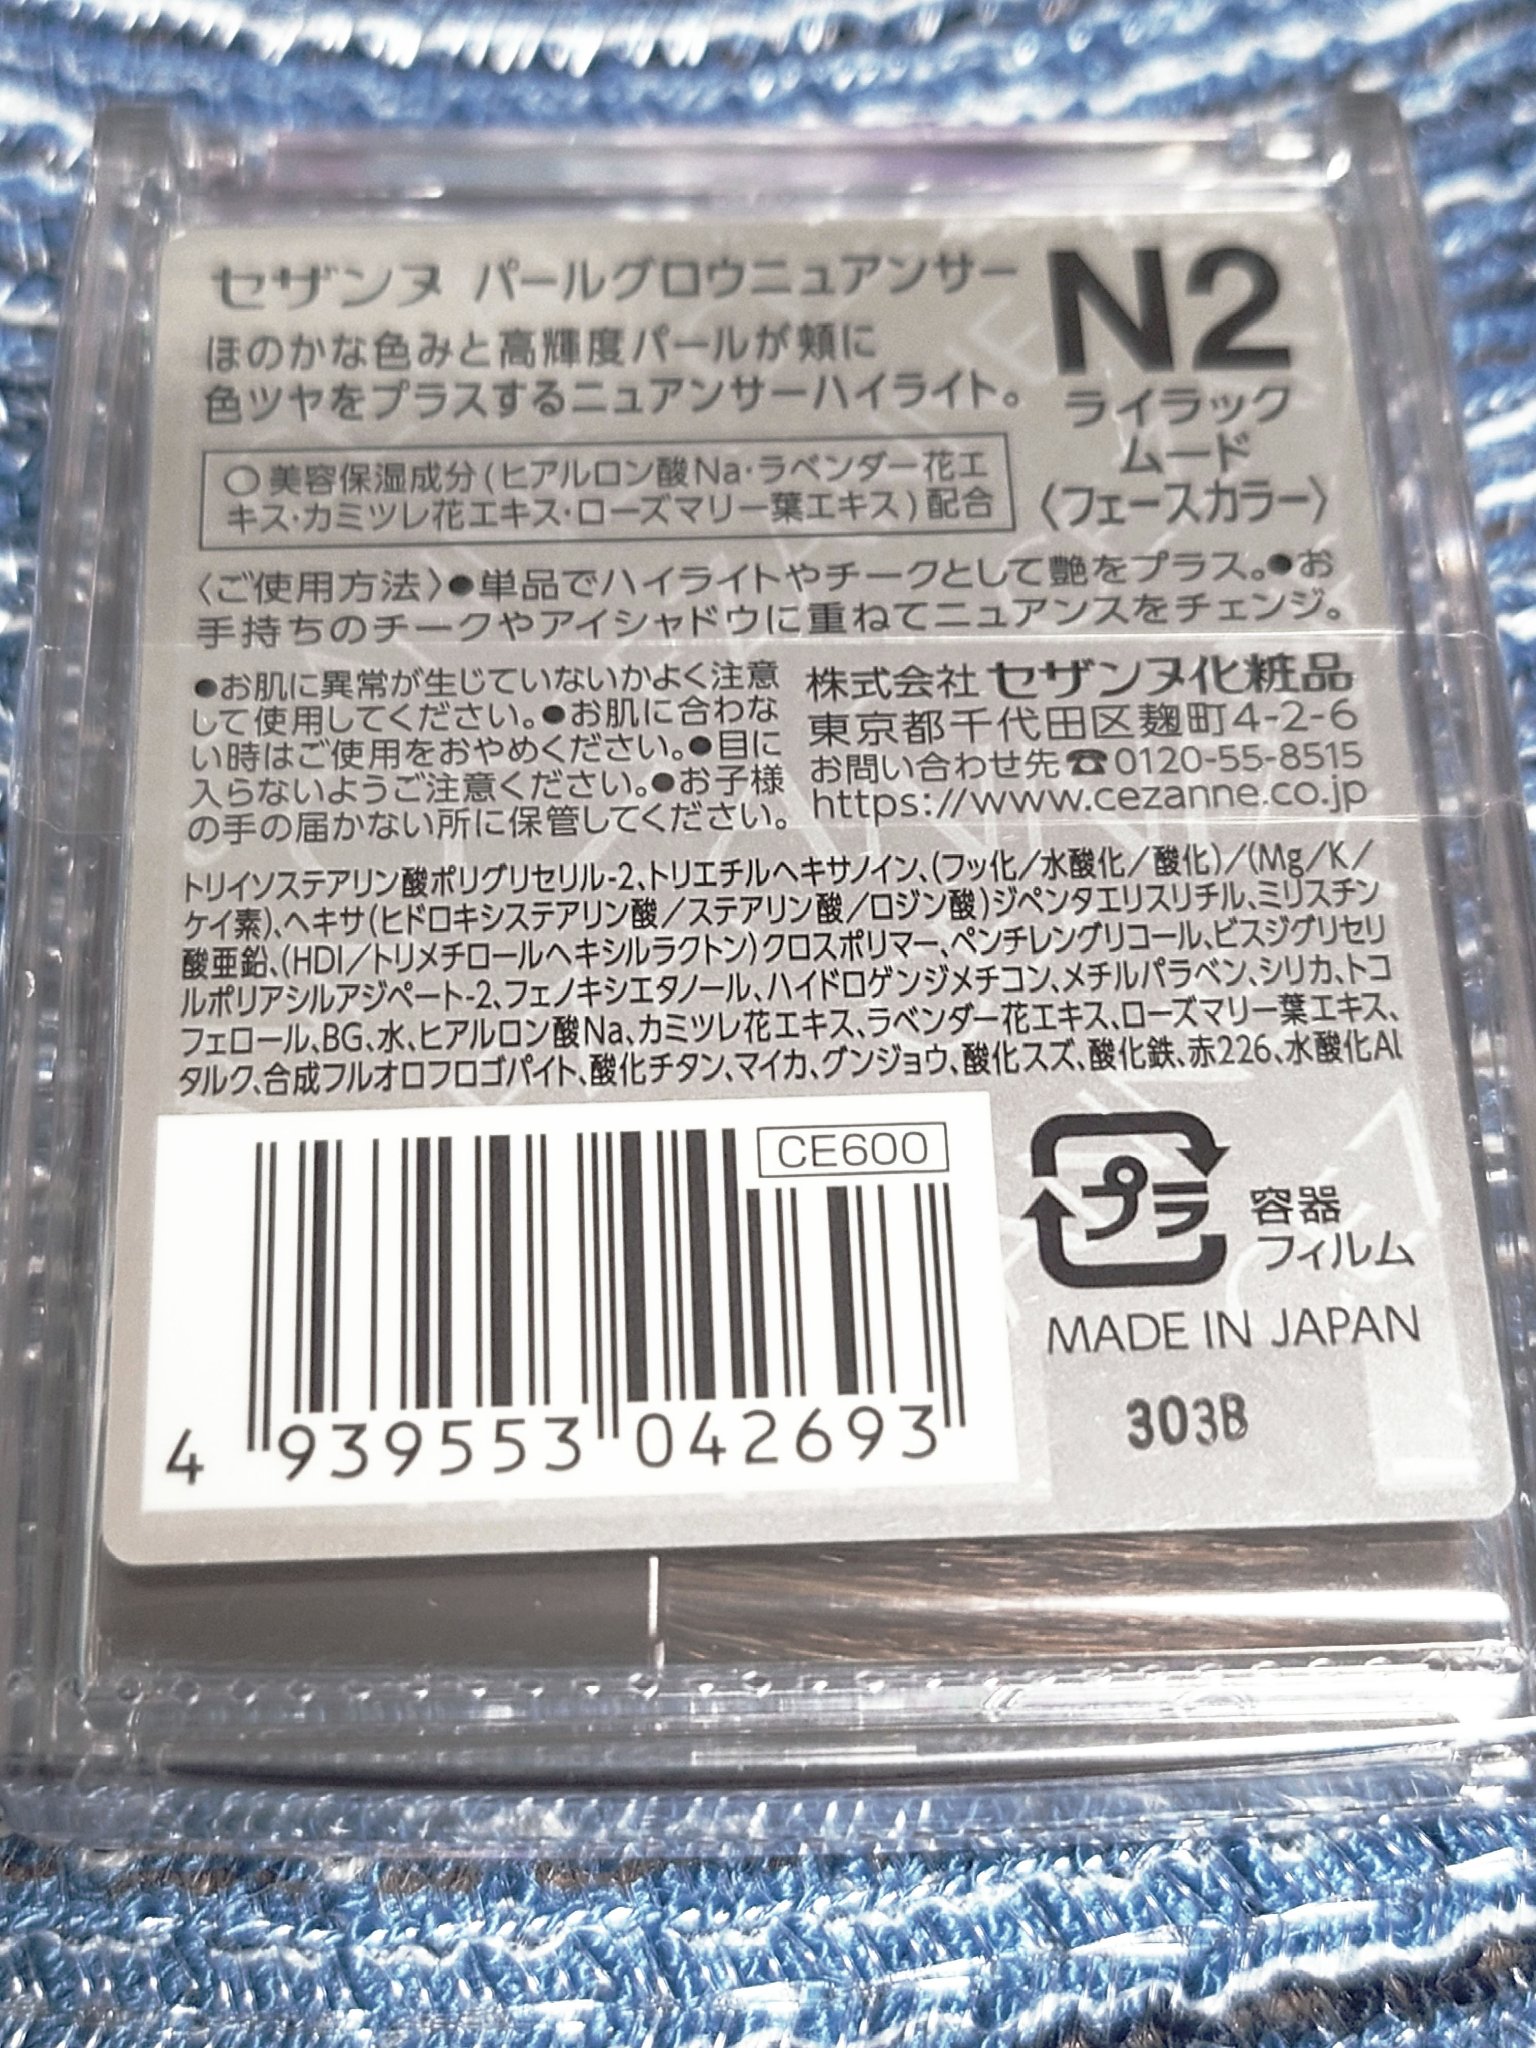 セザンヌ パールグロウニュアンサー
ほのかな色みと高輝度パールが頬に
色ツヤをプラスするニュアンサーハイライト。
N2
ライラック
ムード
〈フェースカラー〉
○美容保湿成分(ヒアルロン酸Na・ラベンダー花エ
キス・カミツレ花エキス・ローズマリー葉エキス)配合
〈ご使用方法〉●単品でハイライトやチークとして艶をプラス。●お
手持ちのチークやアイシャドウに重ねてニュアンスをチェンジ。
●お肌に異常が生じていないかよく注意
して使用してください。●お肌に合わな
い時はご使用をおやめください。●目に
入らないようご注意ください。●お子様
の手の届かない所に保管してください。
株式会社 セザンヌ化粧品
東京都千代田区麹町4-2-6
お問い合わせ先☎0120-55-8515
https://www.cezanne.co.jp
トリイソステアリン酸ポリグリセリル-2、トリエチルヘキサノイン、(フッ化/水酸化/酸化)/(Mg/K/
ケイ素)、ヘキサ(ヒドロキシステアリン酸/ステアリン酸/ロジン酸)ジペンタエリスリチル、ミリスチン
酸亜鉛、(HDI/トリメチロールヘキシルラクトン)クロスポリマー、ペンチレングリコール、ビスジグリセリ
ルポリアシルアジペート-2、フェノキシエタノール、ハイドロゲンジメチコン、メチルパラベン、シリカ、トコ
フェロール、BG、水、ヒアルロン酸Na、カミツレ花エキス、ラベンダー花エキス、ローズマリー葉エキス、
タルク、合成フルオロフロゴパイト、酸化チタン、マイカ、グンジョウ、酸化スズ、酸化鉄、赤226、水酸化Al
CE600
4 939553 042693
プラ
容器
フィルム
MADE IN JAPAN
303B